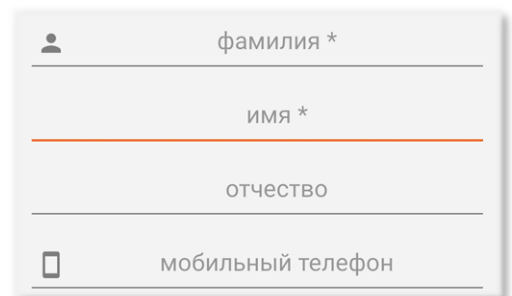 фамилия *
имя *
отчество
мобильный телефон